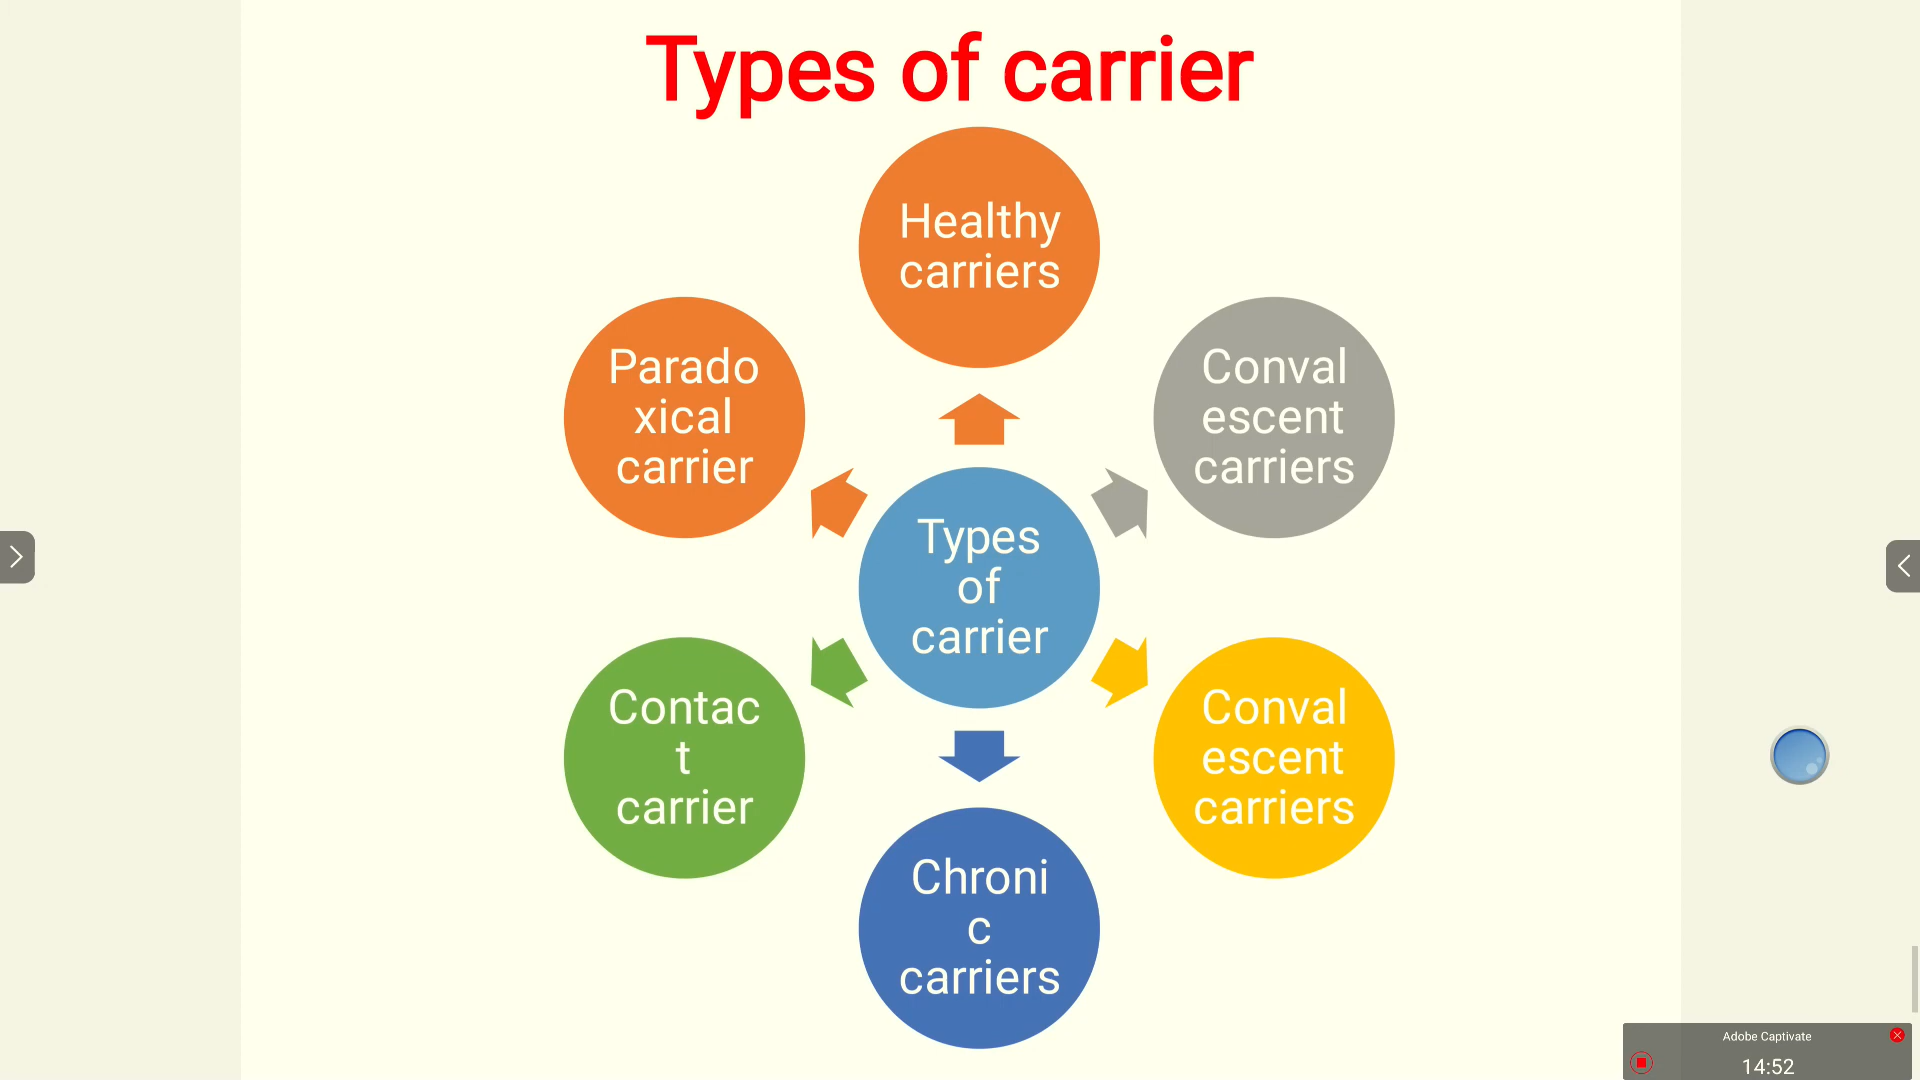 Types of carrier
Healthy
carriers
Conval
escent
carriers
Conval
escent
carriers
Chroni
c
carriers
Contac
t
carrier
Parado
xical
carrier
Types
of
carrier
Adobe Captivate
14:52